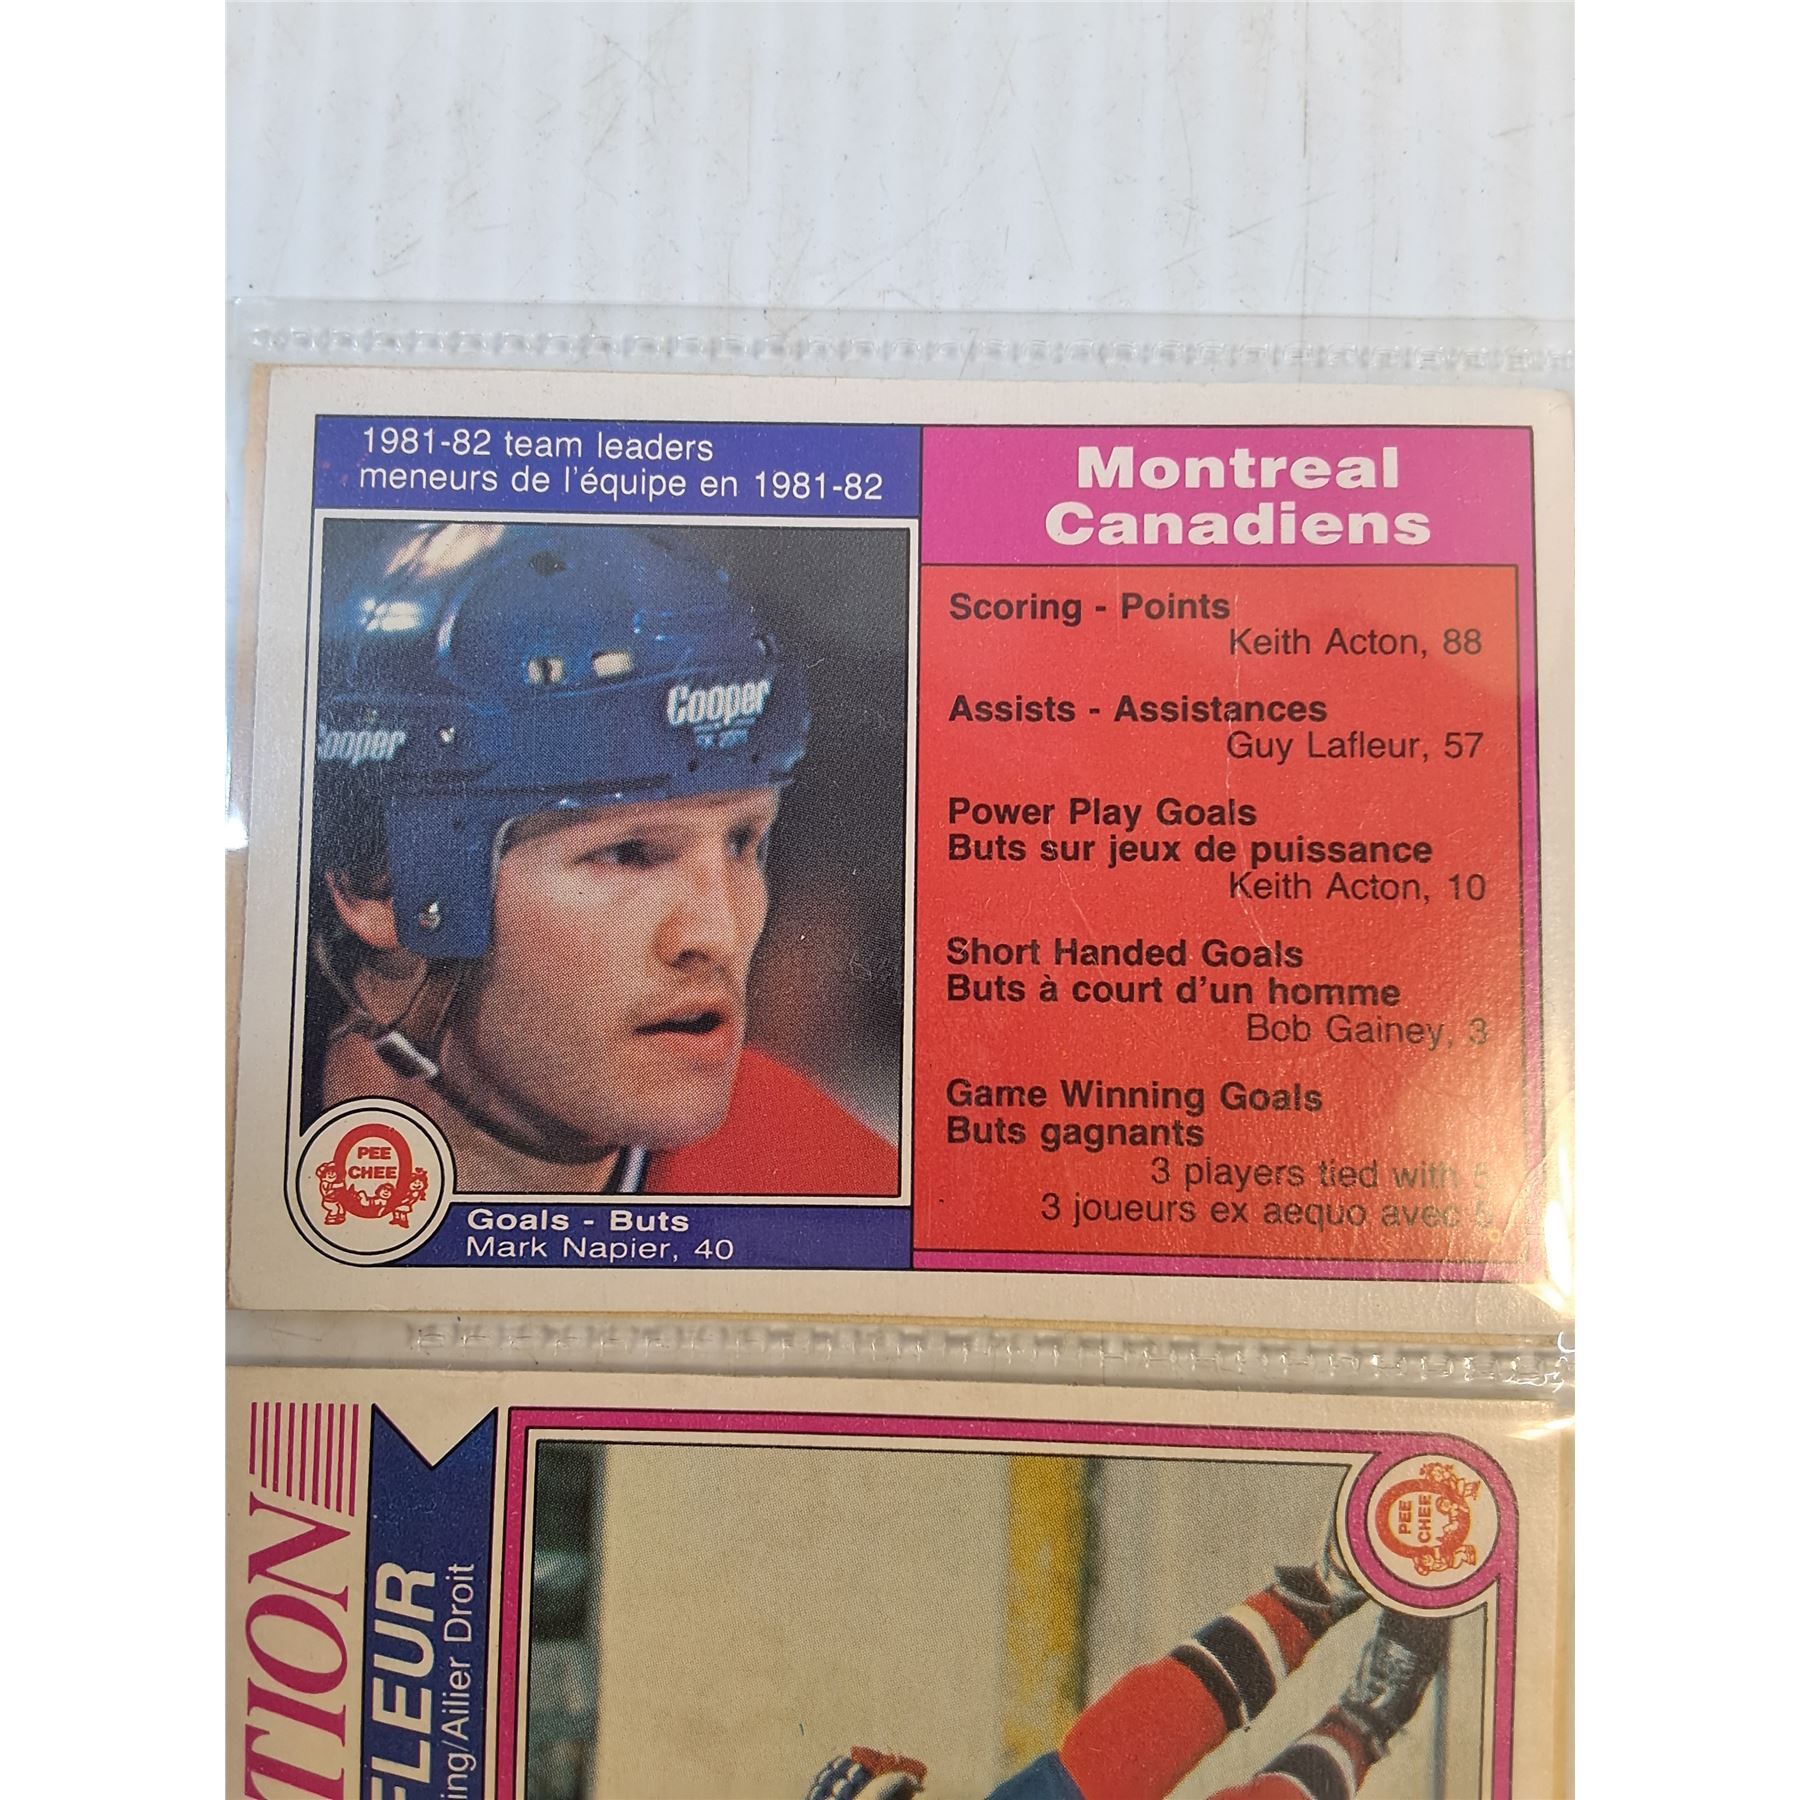 1981-82 team leaders
meneurs de l'équipe en 1981-82
Montreal
Canadiens
Cooper
Cooper
Scoring - Points
Keith Acton, 88
Assists - Assistances
Guy Lafleur, 57
Power Play Goals
Buts sur jeux de puissance
Keith Acton, 10
Short Handed Goals
Buts à court d'un homme
Bob Gainey, 3
Game Winning Goals
Buts gagnants
3 players tied with 5
3 joueurs ex aequo avec 5
PEE
CHEE
Goals - Buts
Mark Napier, 40
TION
FLEUR
ing/Ailier Droit
PEE
CHEE